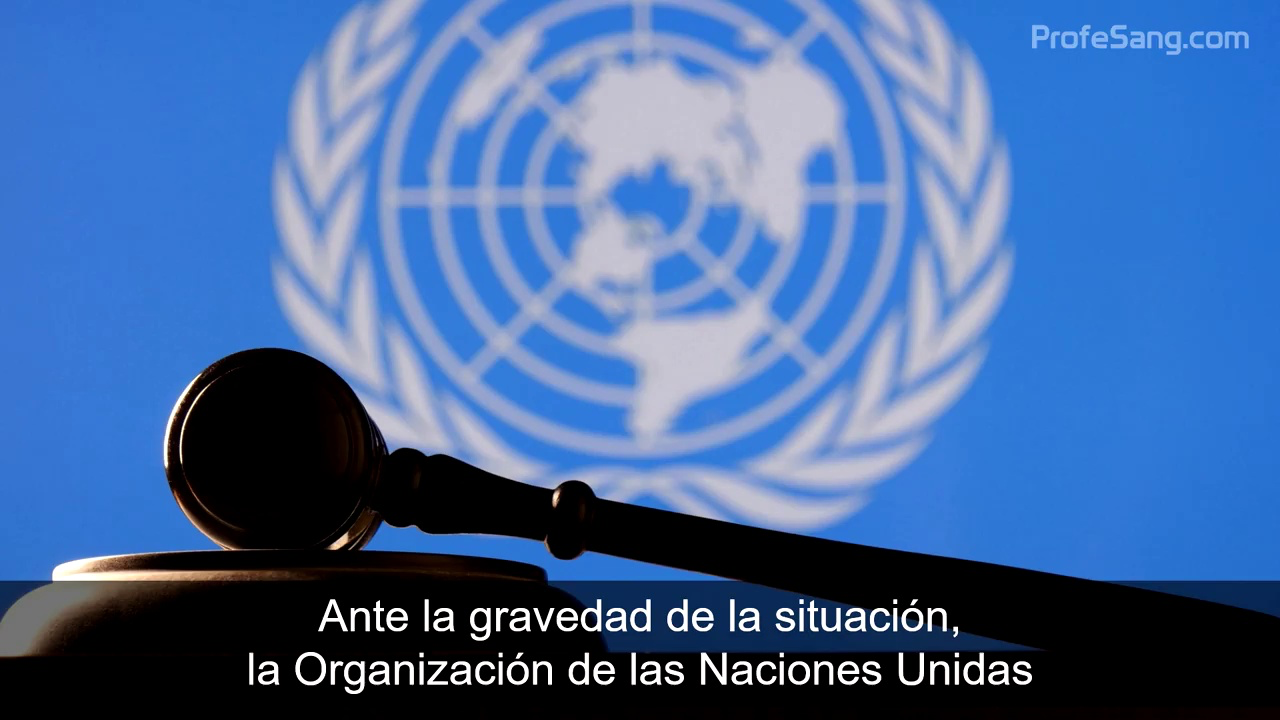 ProfeSang.com
Ante la gravedad de la situación,
la Organización de las Naciones Unidas